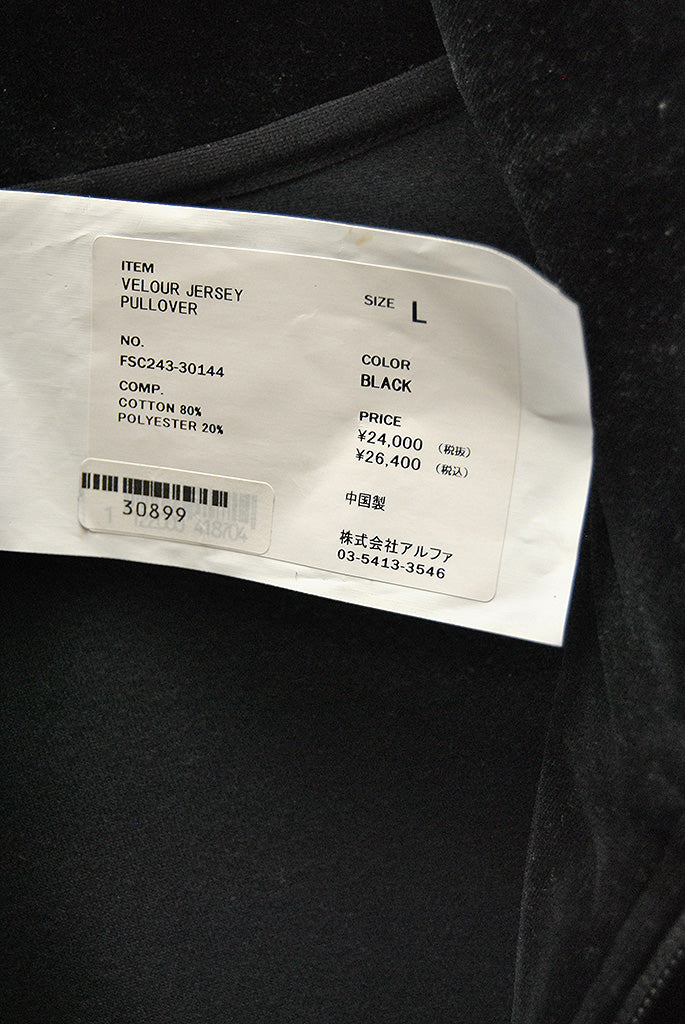 ITEM
VELOUR JERSEY
PULLOVER
NO.
FSC243-30144
COMP.
COTTON 80%
POLYESTER 20%
30899
SIZE L
COLOR
BLACK
PRICE
¥24,000 (税抜)
¥26,400 (税込)
中国製
株式会社アルファ
03-5413-3546